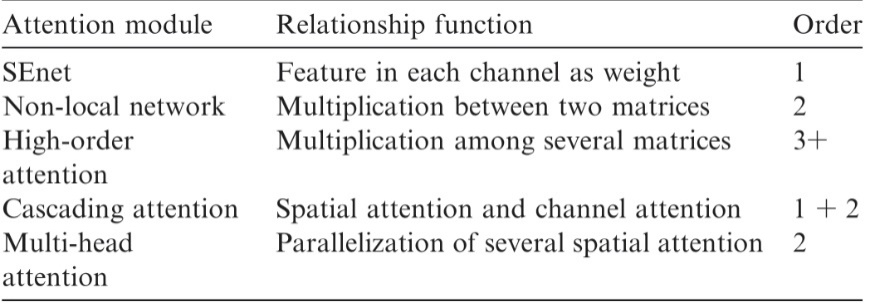 Attention module Relationship function Order
SEnet Feature in each channel as weight 1
Non-local network Multiplication between two matrices 2
High-order Multiplication among several matrices 3+
attention
Cascading attention Spatial attention and channel attention 1 + 2
Multi-head Parallelization of several spatial attention 2
attention